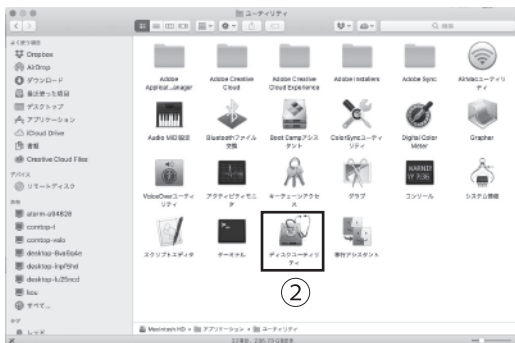 ユーティリティ
検索
よく使う項目
Dropbox
AirDrop
ダウンロード
最近使った項目
デスクトップ
アプリケーション
iCloud Drive
書類
Creative Cloud Files
デバイス
リモートディスク
共有
alarm-a94828
comtop-t
desktop-lu25ncd
kou
すべて...
タグ
レッド
Adobe Applicat...anager
Adobe Creative Cloud
Adobe Creative Cloud Experience
Adobe Installers
Adobe Sync
AirMacユーティリティ
Audio MIDI設定
Bluetoothファイル交換
Boot Campアシスタント
ColorSyncユーティリティ
Digital Color Meter
Grapher
VoiceOverユーティリティ
アクティビティモニタ
キーチェーンアクセス
グラブ
コンソール
システム情報
スクリプトエディタ
ターミナル
ディスクユーティリティ
移行アシスタント
②
Macintosh HD › アプリケーション › ユーティリティ